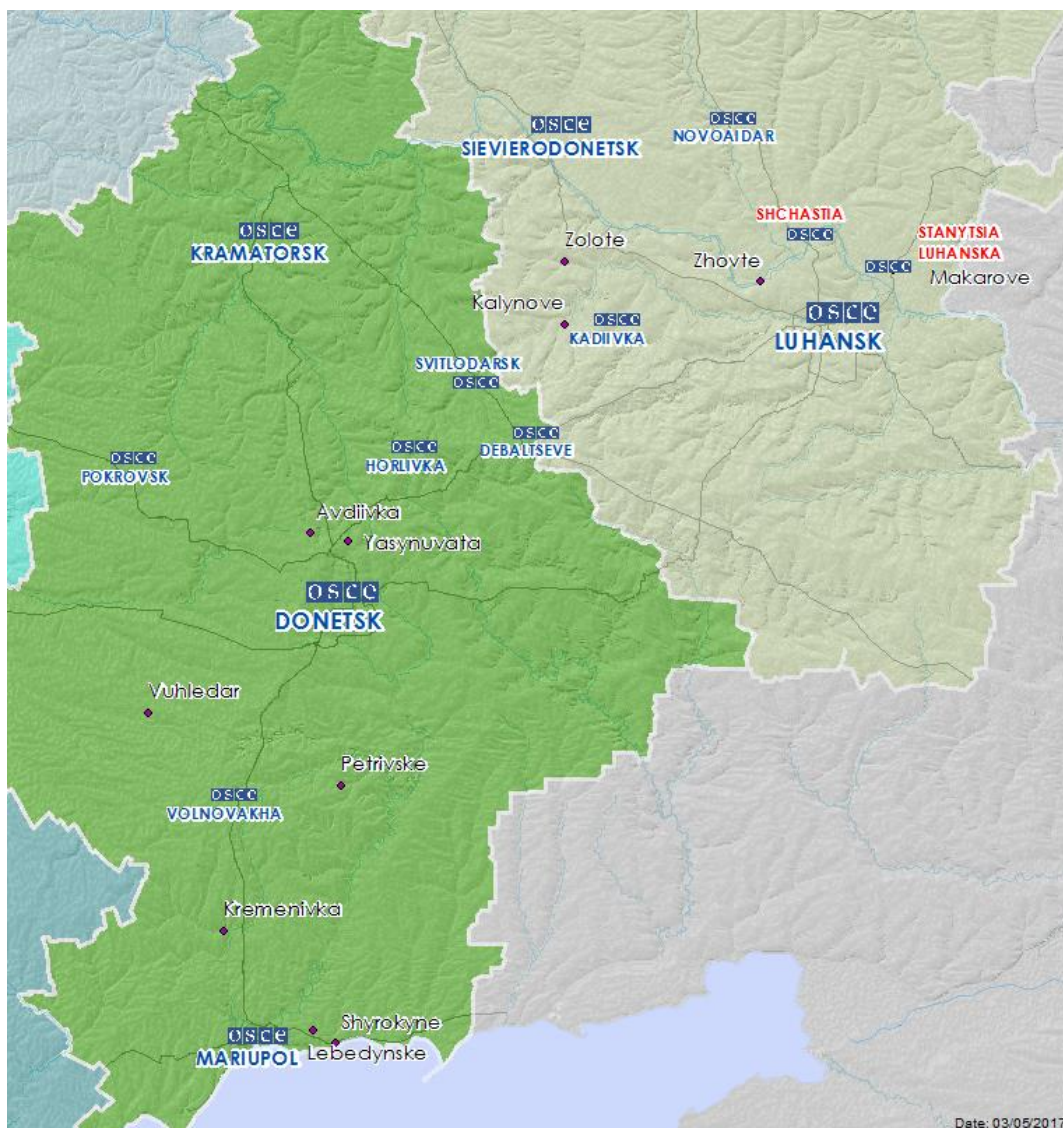 osce
SIEVIERODONETSK
osce
NOVOAIDAR
SHCHASTIA
osce
STANYTSIA
LUHANSKA
osce
Makarove
osce
KRAMATORSK
Zolote
Zhovte
Kalynove
osce
KADIIVKA
osce
LUHANSK
SVITLODARSK
osce
osce
DEBALTSEVE
osce
HORLIVKA
osce
POKROVSK
Avdiivka
Yasynuvata
osce
DONETSK
Vuhledar
Petrivske
osce
VOLNOVAKHA
Kremenivka
osce
MARIUPOL
Shyrokyne
Lebedynske
Date: 03/05/2017